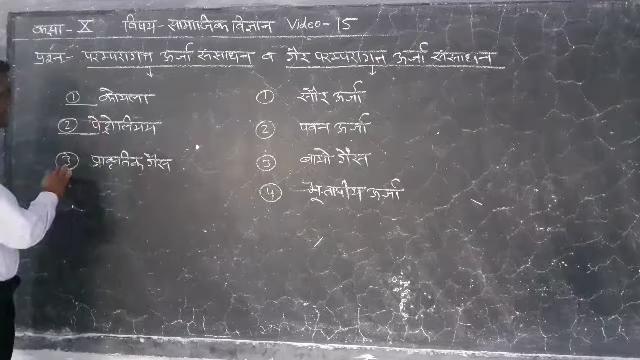 कक्षा - X विषय - सामाजिक विज्ञान Video - 15
प्रश्न:- परम्परागत ऊर्जा संसाधन व गैर परम्परागत ऊर्जा संसाधन
① कोयला ① सौर ऊर्जा
② पेट्रोलियम ② पवन ऊर्जा
③ प्राकृतिक गैस ③ बायो गैस
④ भूतापीय ऊर्जा